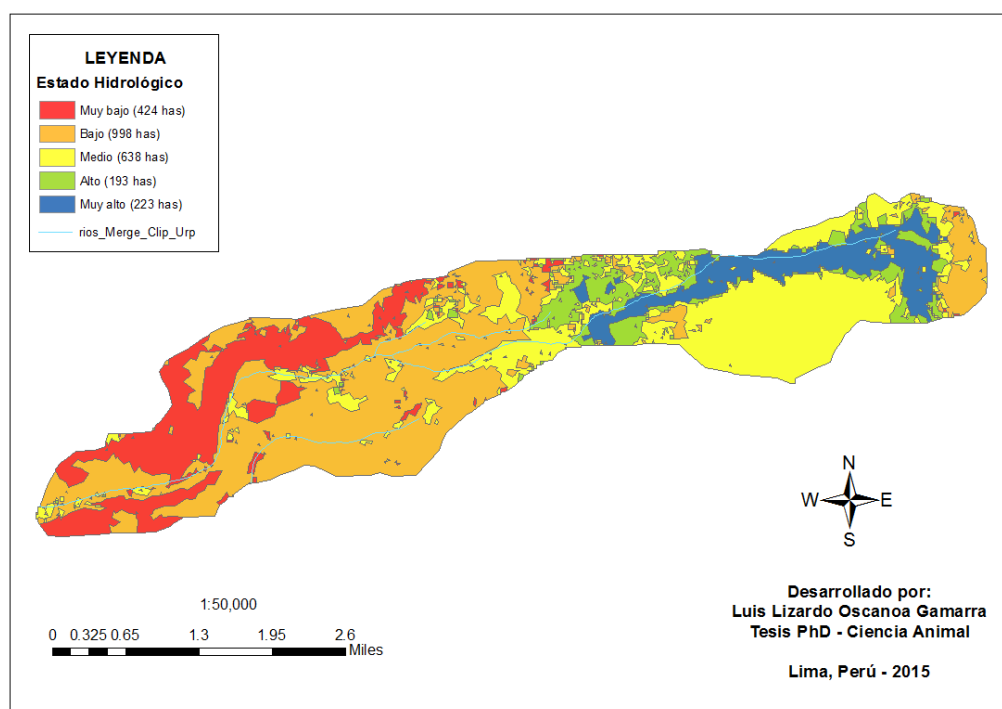 LEYENDA
Estado Hidrológico
Muy bajo (424 has)
Bajo (998 has)
Medio (638 has)
Alto (193 has)
Muy alto (223 has)
rios_Merge_Clip_Urp
N
W E
S
1:50,000
0 0.325 0.65 1.3 1.95 2.6
Miles
Desarrollado por:
Luis Lizardo Oscanoa Gamarra
Tesis PhD - Ciencia Animal
Lima, Perú - 2015